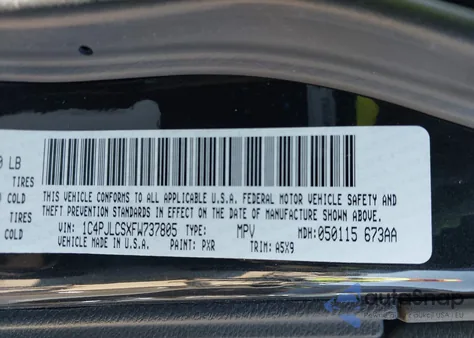 0 LB
TIRES
COLD
TIRES
COLD
THIS VEHICLE CONFORMS TO ALL APPLICABLE U.S.A. FEDERAL MOTOR VEHICLE SAFETY AND
THEFT PREVENTION STANDARDS IN EFFECT ON THE DATE OF MANUFACTURE SHOWN ABOVE.
VIN: 1C4PJLCSXFW737805 TYPE: MPV MDH: 050115 673AA
VEHICLE MADE IN U.S.A. PAINT: PXR TRIM: A5X9
autoSnap